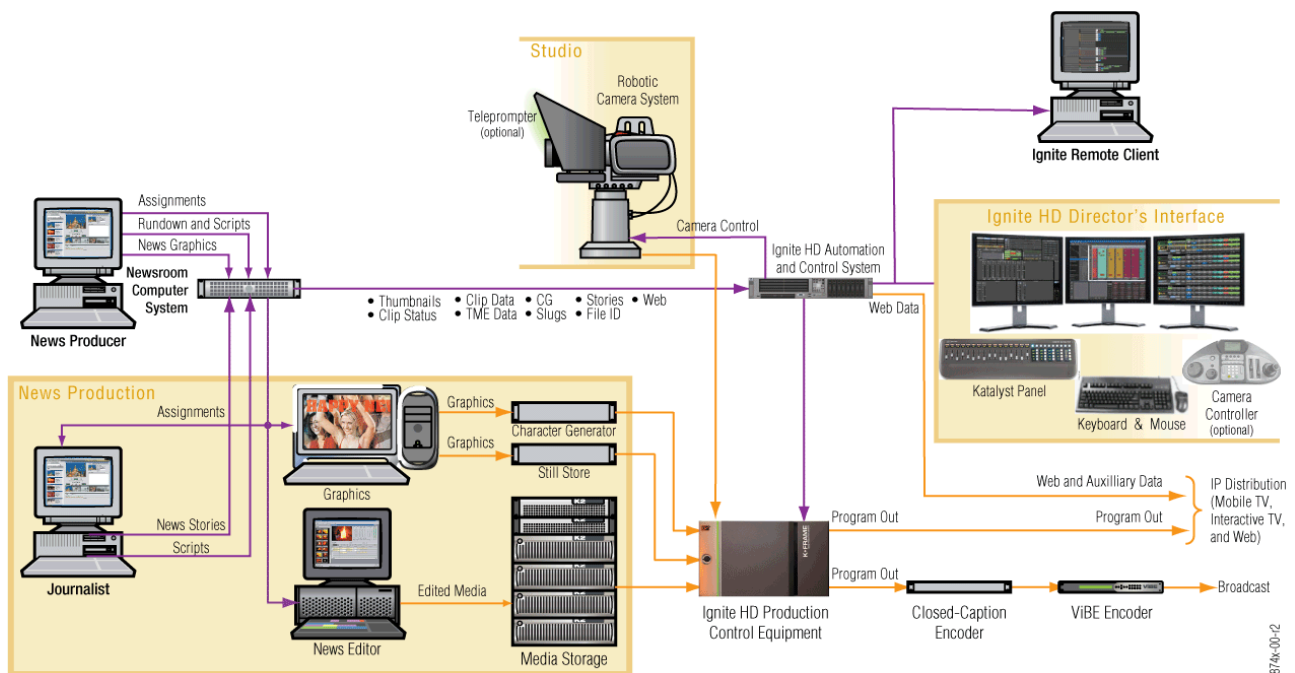 Studio
Robotic
Camera System
Teleprompter
(optional)
Ignite Remote Client
Assignments
Rundown and Scripts
News Graphics
Newsroom
Computer
System
News Producer
Camera Control
Ignite HD Automation
and Control System
Web Data
• Thumbnails • Clip Data • CG • Stories • Web
• Clip Status • TME Data • Slugs • File ID
Ignite HD Director's Interface
Katalyst Panel
Keyboard & Mouse
Camera
Controller
(optional)
News Production
Assignments
HAPPY
Graphics
Graphics
Graphics
Character Generator
Still Store
News Stories
Scripts
Journalist
News Editor
Edited Media
K2
Media Storage
K-FRAME
Ignite HD Production
Control Equipment
Web and Auxilliary Data
Program Out
Program Out
Program Out
IP Distribution
(Mobile TV,
Interactive TV,
and Web)
Closed-Caption
Encoder
ViBE Encoder
Broadcast
874x-00-r2